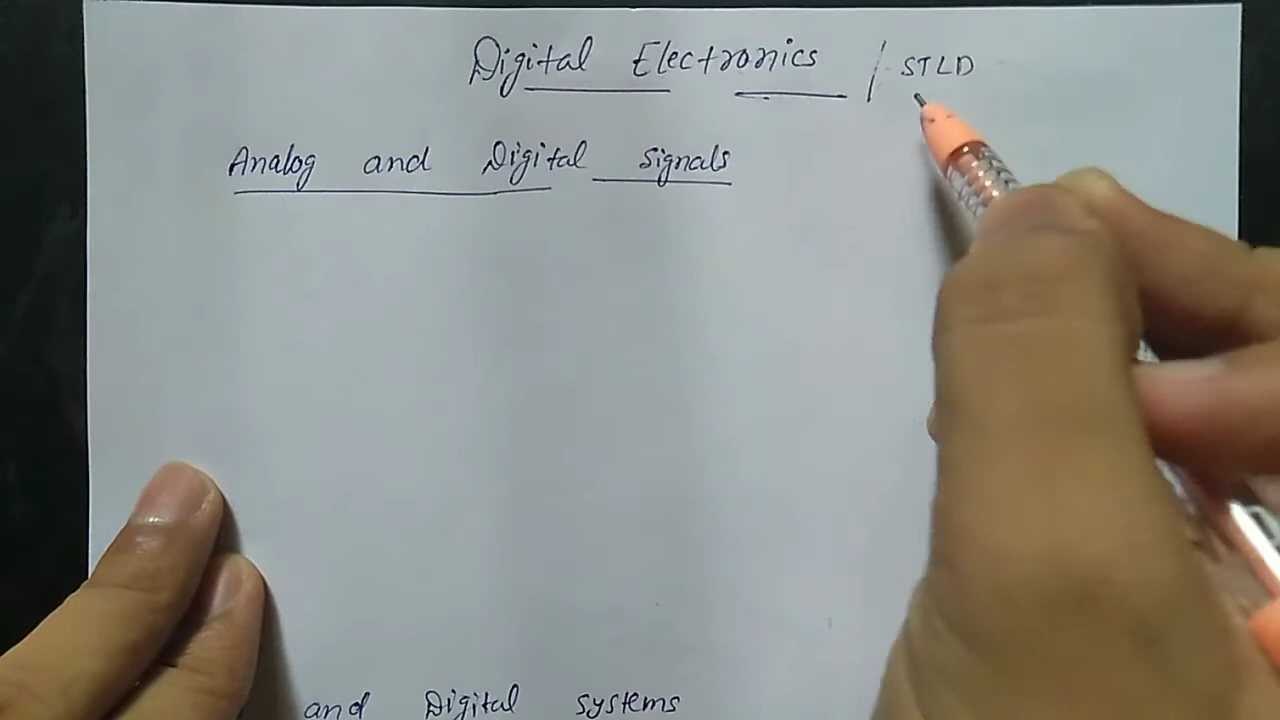 Digital Electronics / STLD
Analog and Digital signals
and Digital systems